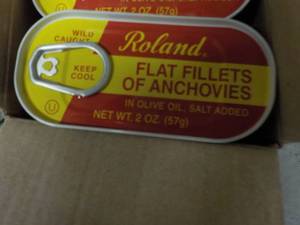 NET WT. 2 OZ. (57g)
WILD
CAUGHT
Roland®
KEEP
COOL
FLAT FILLETS
OF ANCHOVIES
IN OLIVE OIL, SALT ADDED
NET WT. 2 OZ. (57g)
U